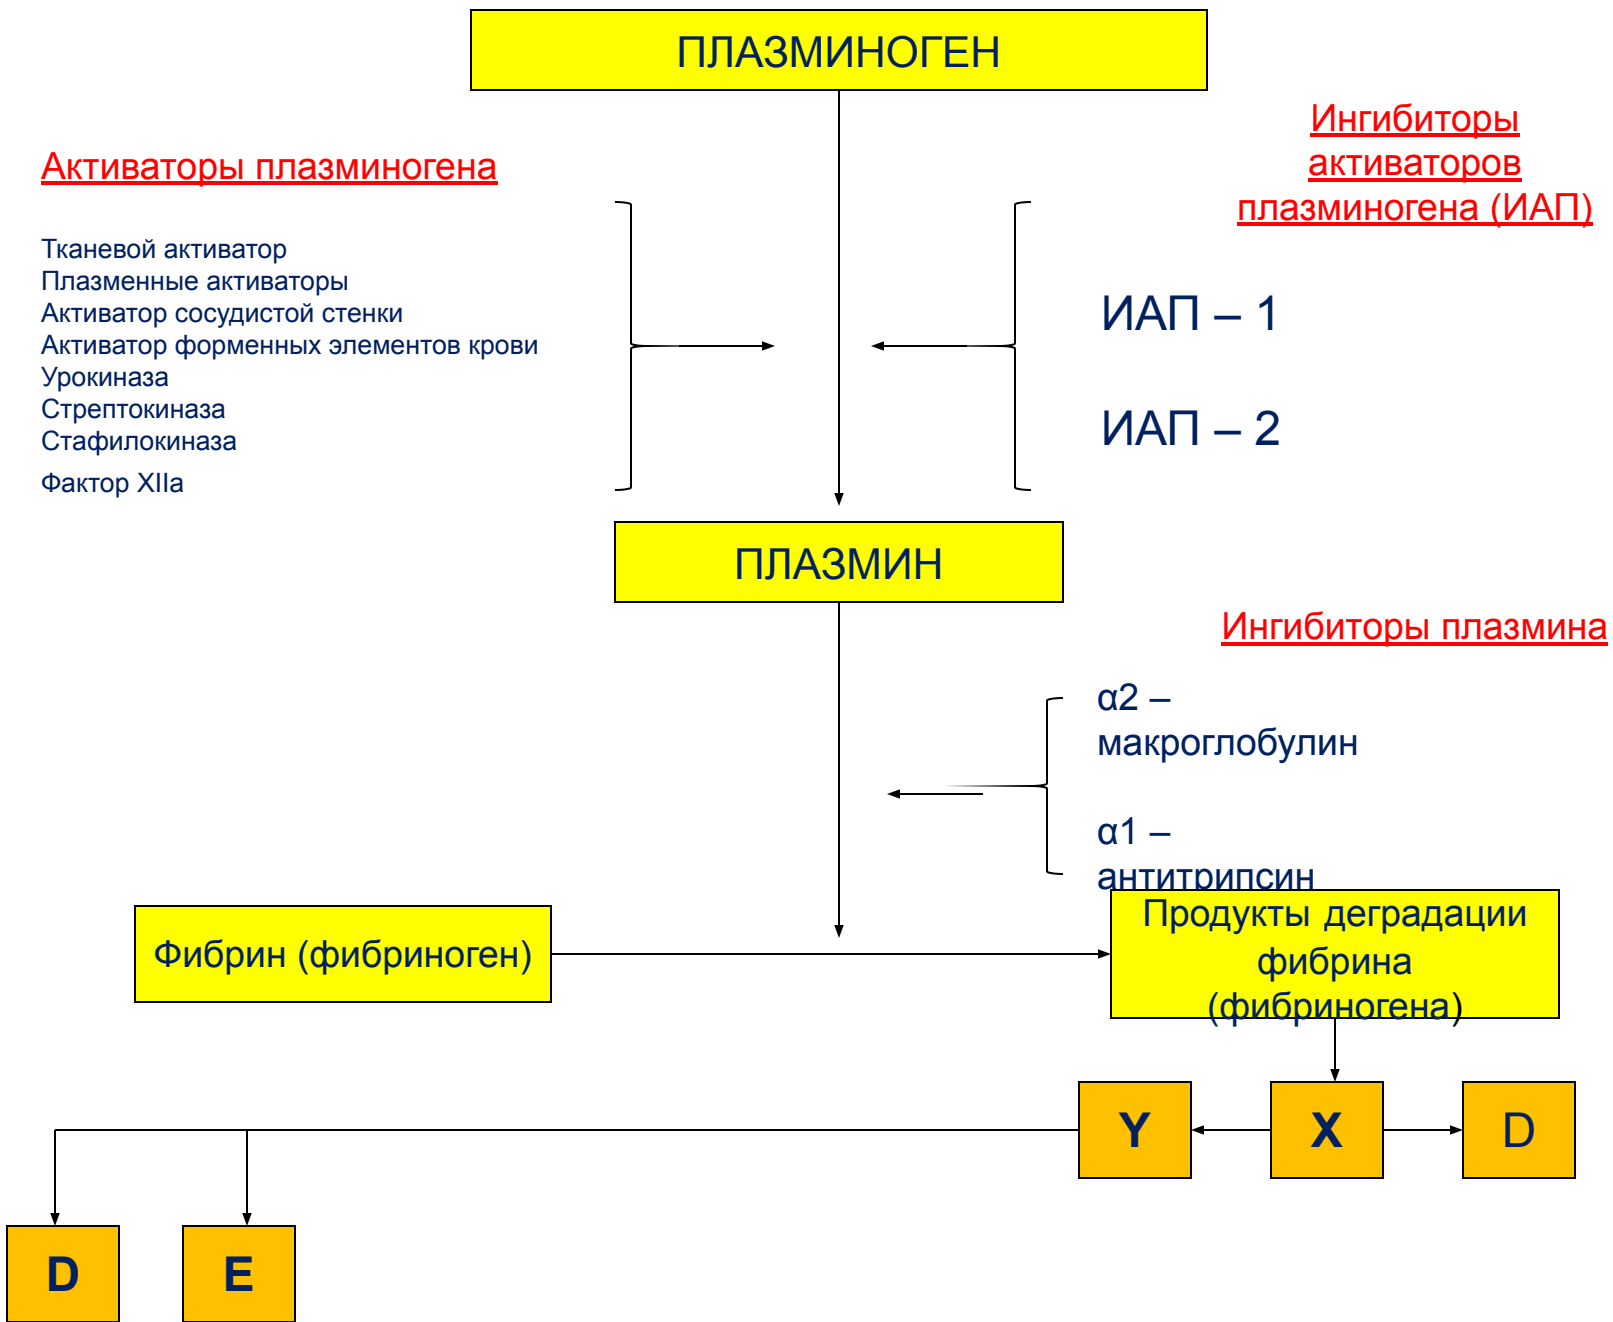 ПЛАЗМИНОГЕН
Активаторы плазминогена
Тканевой активатор
Плазменные активаторы
Активатор сосудистой стенки
Активатор форменных элементов крови
Урокиназа
Стрептокиназа
Стафилокиназа
Фактор XIIa
Ингибиторы
активаторов
плазминогена (ИАП)
ИАП – 1
ИАП – 2
ПЛАЗМИН
Ингибиторы плазмина
α2 –
макроглобулин
α1 –
антитрипсин
Фибрин (фибриноген)
Продукты деградации
фибрина
(фибриногена)
Y
X
D
D
E